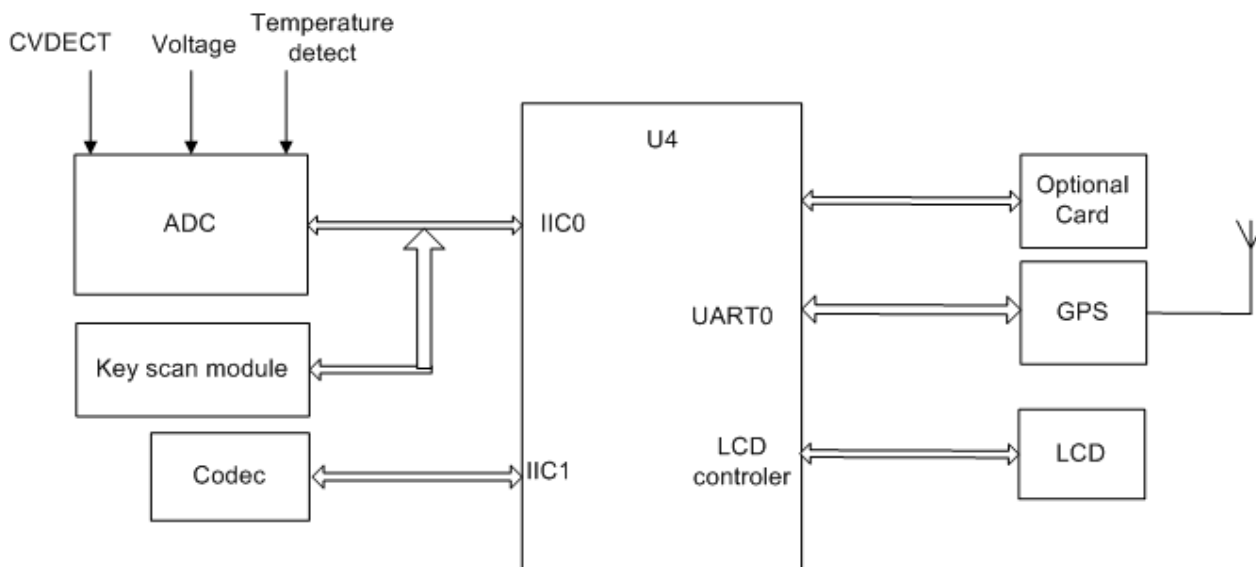 CVDECT
Voltage
Temperature
detect
ADC
Key scan module
Codec
U4
IIC0
IIC1
UART0
LCD
controler
Optional
Card
GPS
LCD